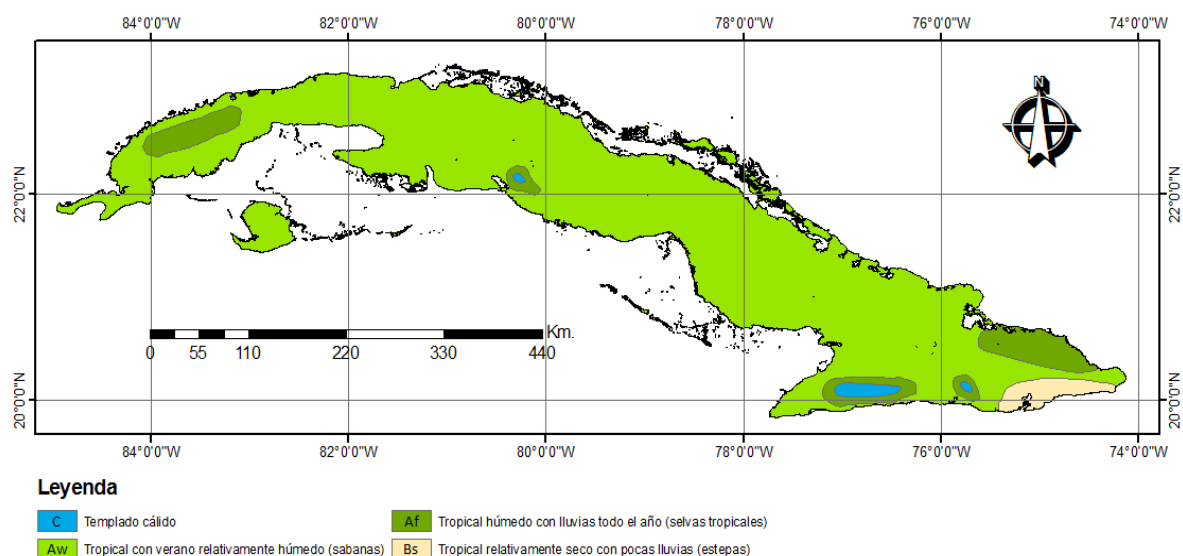 84°0'0"W 82°0'0"W 80°0'0"W 78°0'0"W 76°0'0"W 74°0'0"W
N
22°0'0"N 22°0'0"N
Km.
0 55 110 220 330 440
20°0'0"N 20°0'0"N
84°0'0"W 82°0'0"W 80°0'0"W 78°0'0"W 76°0'0"W 74°0'0"W
Leyenda
C Templado cálido Af Tropical húmedo con lluvias todo el año (selvas tropicales)
Aw Tropical con verano relativamente húmedo (sabanas) Bs Tropical relativamente seco con pocas lluvias (estepas)